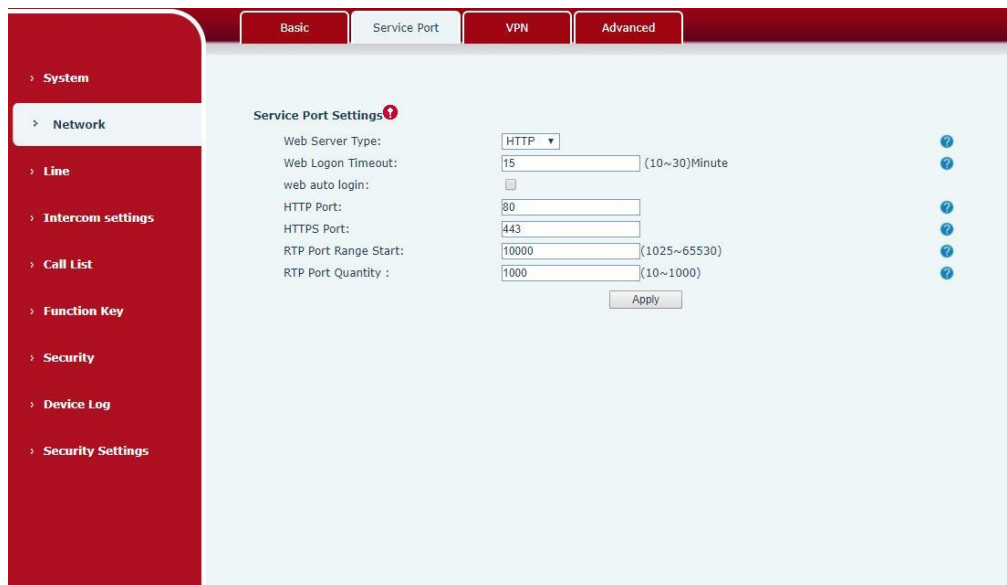 Basic Service Port VPN Advanced
› System
› Network
› Line
› Intercom settings
› Call List
› Function Key
› Security
› Device Log
› Security Settings
Service Port Settings
Web Server Type: HTTP
Web Logon Timeout: 15 (10~30)Minute
web auto login:
HTTP Port: 80
HTTPS Port: 443
RTP Port Range Start: 10000 (1025~65530)
RTP Port Quantity : 1000 (10~1000)
Apply